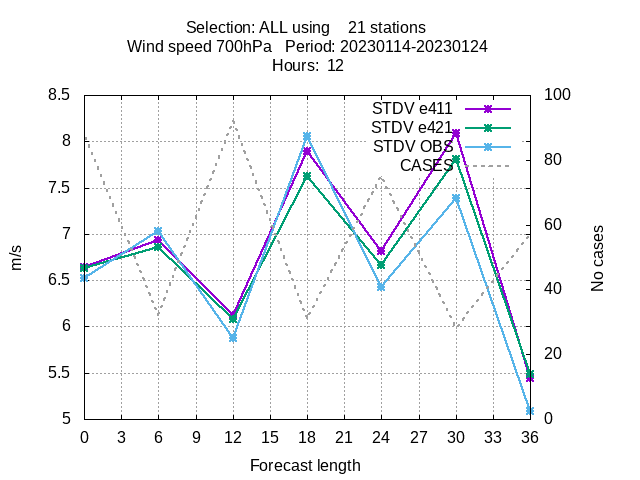 Selection: ALL using    21 stations
Wind speed 700hPa   Period: 20230114-20230124
Hours:  12
STDV e411
STDV e421
STDV OBS
CASES
m/s
8.5
8
7.5
7
6.5
6
5.5
5
100
80
60
40
20
0
No cases
0 3 6 9 12 15 18 21 24 27 30 33 36
Forecast length